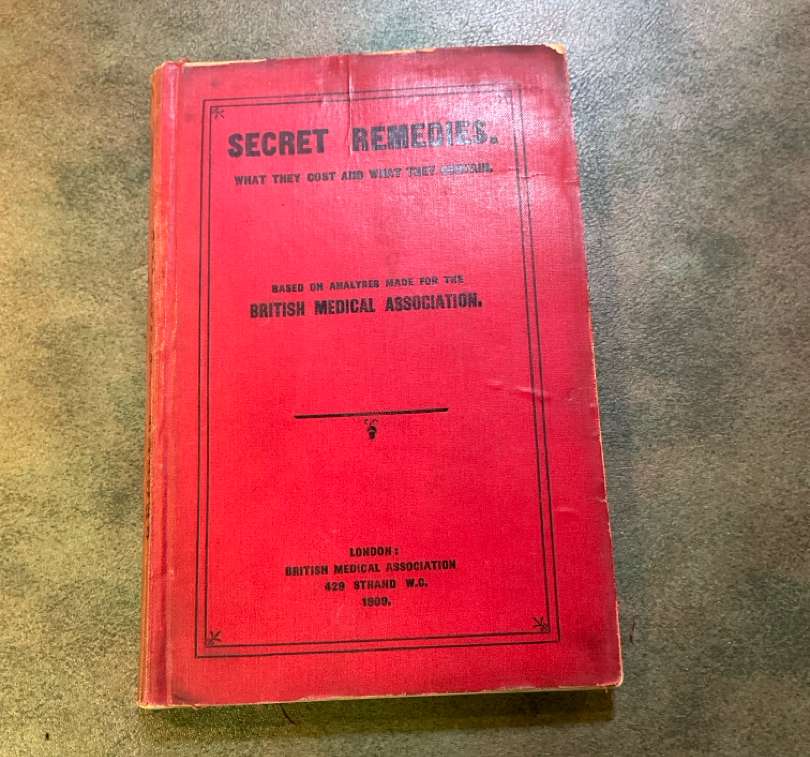 SECRET REMEDIES.
WHAT THEY COST AND WHAT THEY CONTAIN.
BASED ON ANALYSES MADE FOR THE
BRITISH MEDICAL ASSOCIATION.
LONDON:
BRITISH MEDICAL ASSOCIATION
429 STRAND W.C.
1909.